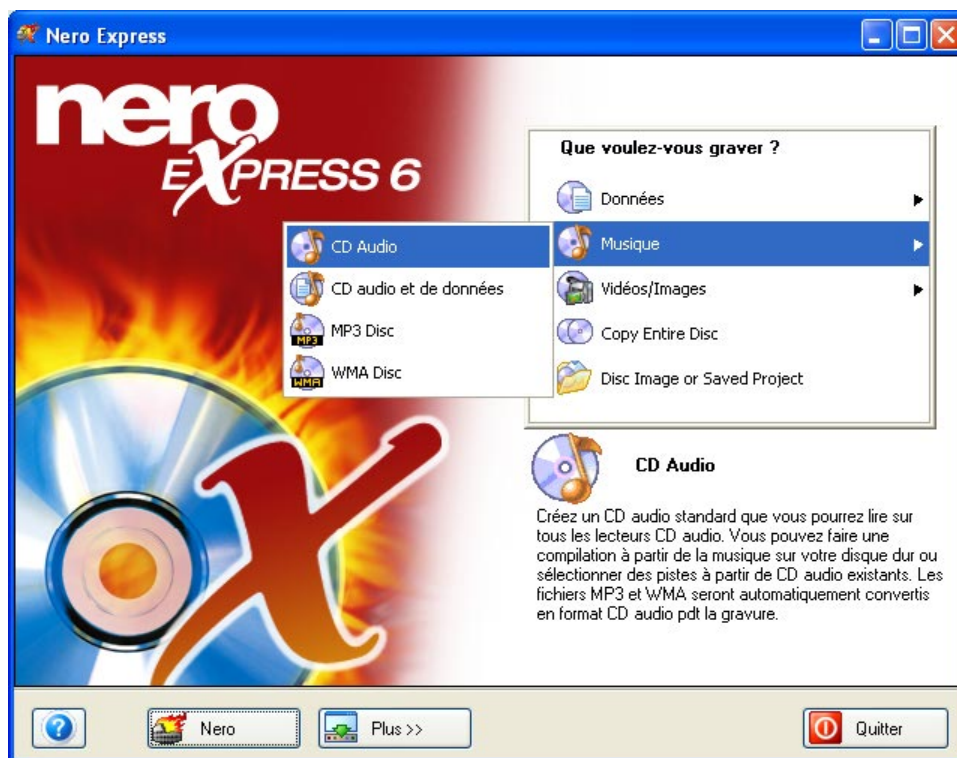 Nero Express
nero
EXPRESS 6
Que voulez-vous graver ?
Données
Musique
Vidéos/Images
Copy Entire Disc
Disc Image or Saved Project
CD Audio
CD audio et de données
MP3 Disc
MP3
WMA Disc
WMA
CD Audio
Créez un CD audio standard que vous pourrez lire sur
tous les lecteurs CD audio. Vous pouvez faire une
compilation à partir de la musique sur votre disque dur ou
sélectionner des pistes à partir de CD audio existants. Les
fichiers MP3 et WMA seront automatiquement convertis
en format CD audio pdt la gravure.
Nero
Plus >>
Quitter